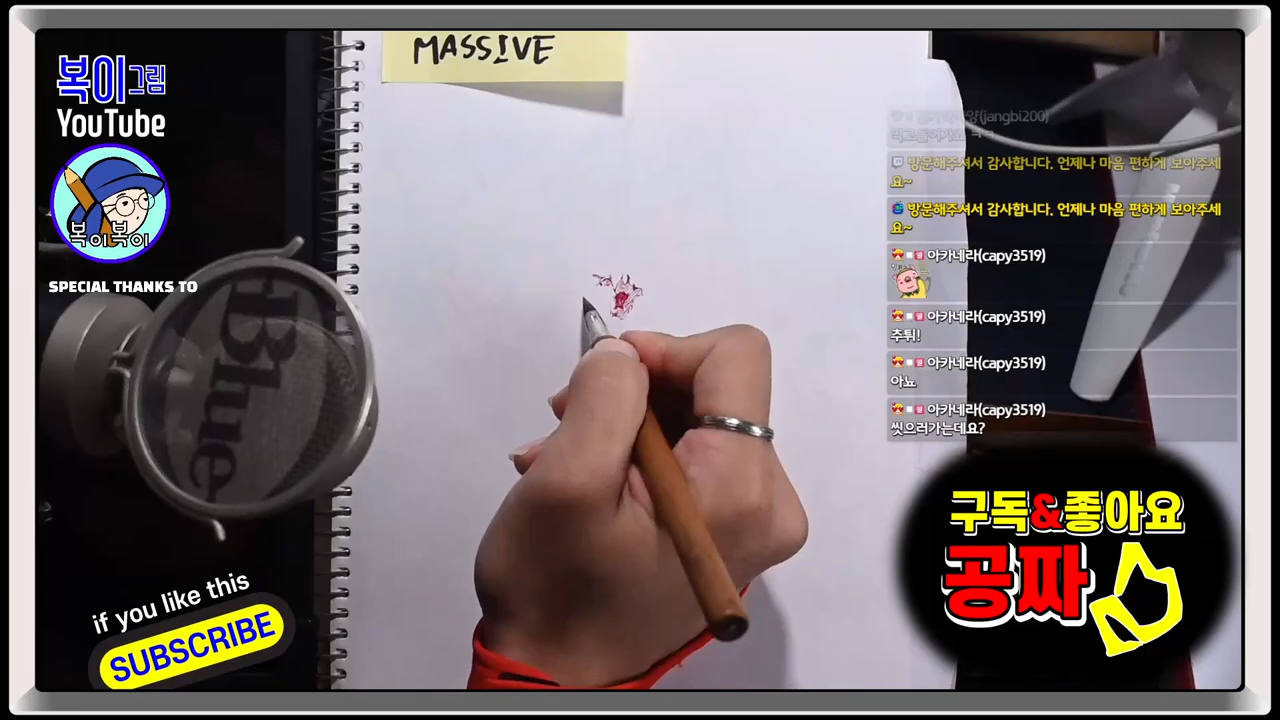 MASSIVE
복이그림
YouTube
복이복이
SPECIAL THANKS TO
Blue
if you like this
SUBSCRIBE
(jangbi200)
방문해주셔서 감사합니다. 언제나 마음 편하게 보아주세
요~
방문해주셔서 감사합니다. 언제나 마음 편하게 보아주세
요~
아카네라(capy3519)
아카네라(capy3519)
추튀!
아카네라(capy3519)
아뇨
아카네라(capy3519)
씻으러가는데요?
구독&좋아요
공짜